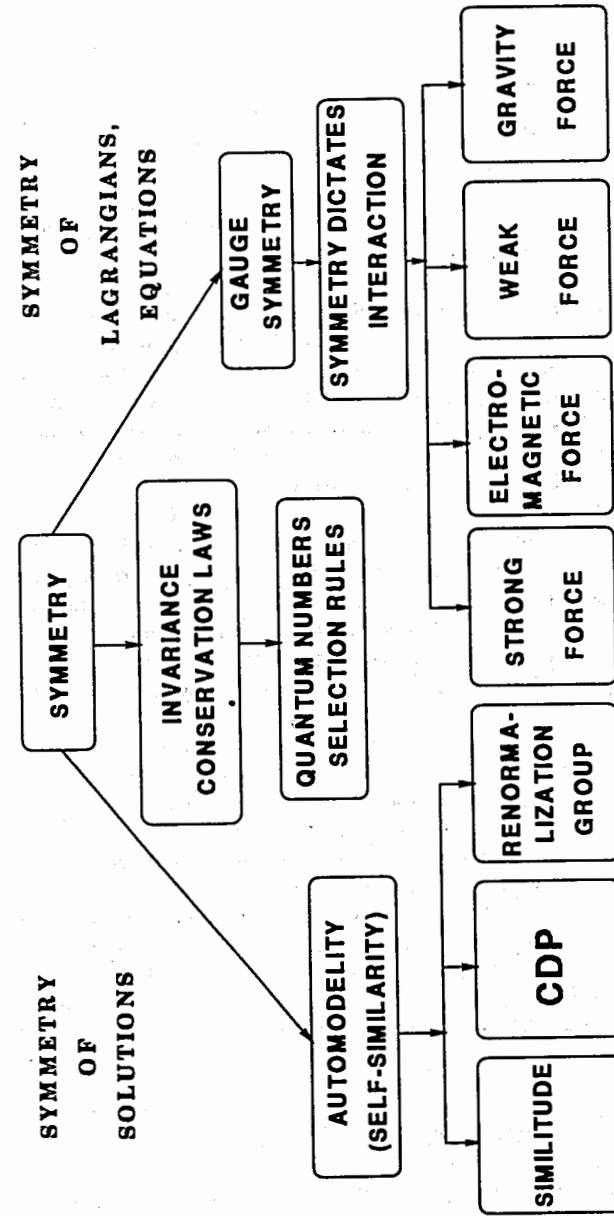 SYMMETRY
OF
SOLUTIONS
SYMMETRY
OF
LAGRANGIANS,
EQUATIONS
SYMMETRY
INVARIANCE
CONSERVATION LAWS
QUANTUM NUMBERS
SELECTION RULES
GAUGE
SYMMETRY
SYMMETRY DICTATES
INTERACTION
AUTOMODELITY
(SELF-SIMILARITY)
SIMILITUDE
CDP
RENORMA-
LIZATION
GROUP
STRONG
FORCE
ELECTRO-
MAGNETIC
FORCE
WEAK
FORCE
GRAVITY
FORCE